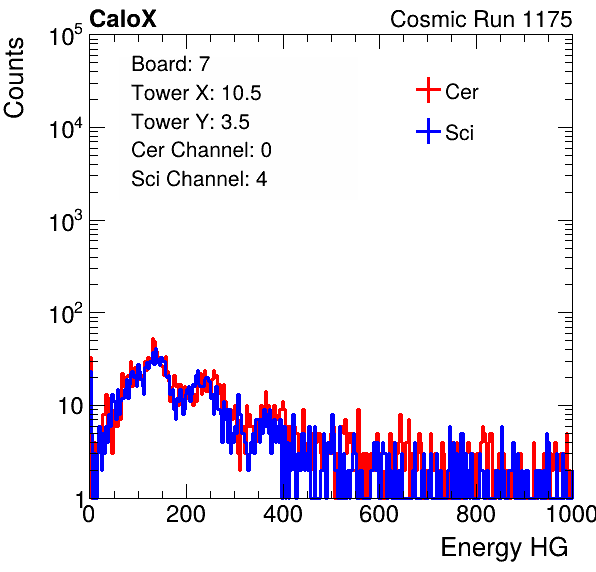 CaloX Cosmic Run 1175
Counts
Board: 7
Tower X: 10.5
Tower Y: 3.5
Cer Channel: 0
Sci Channel: 4
Cer
Sci
10^5
10^4
10^3
10^2
10
1
0 200 400 600 800 1000
Energy HG